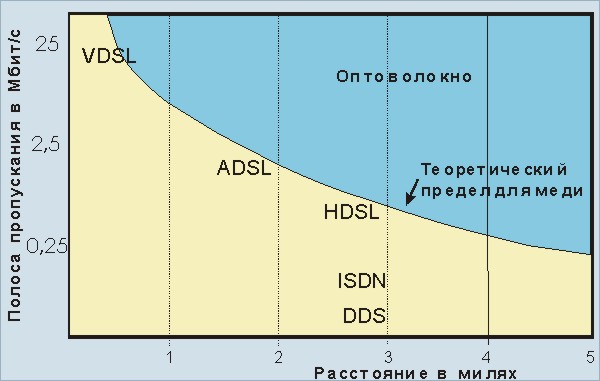 Полоса пропускания в Мбит/с
25
VDSL
Оптоволокно
2,5
ADSL
Теоретический
предел для меди
HDSL
0,25
ISDN
DDS
1 2 3 4 5
Расстояние в милях